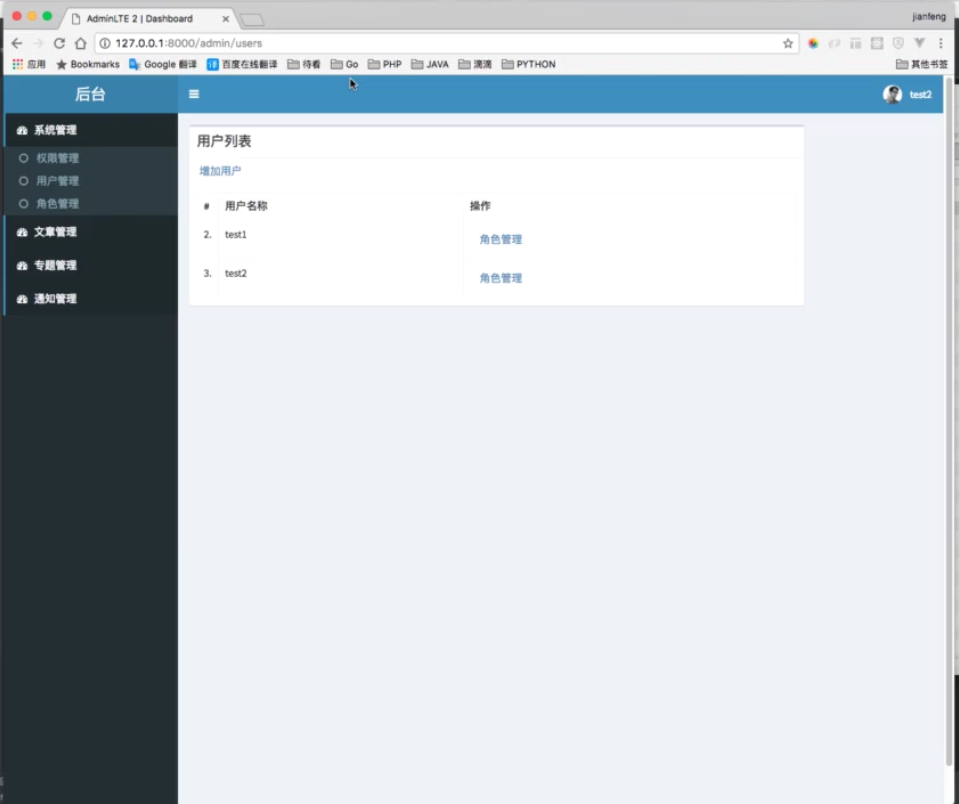 AdminLTE 2 | Dashboard
jianfeng
127.0.0.1:8000/admin/users
应用 Bookmarks Google 翻译 百度在线翻译 待看 Go PHP JAVA 滴滴 PYTHON 其他书签
后台
test2
系统管理
权限管理
用户管理
角色管理
文章管理
专题管理
通知管理
用户列表
增加用户
# 用户名称 操作
2. test1 角色管理
3. test2 角色管理